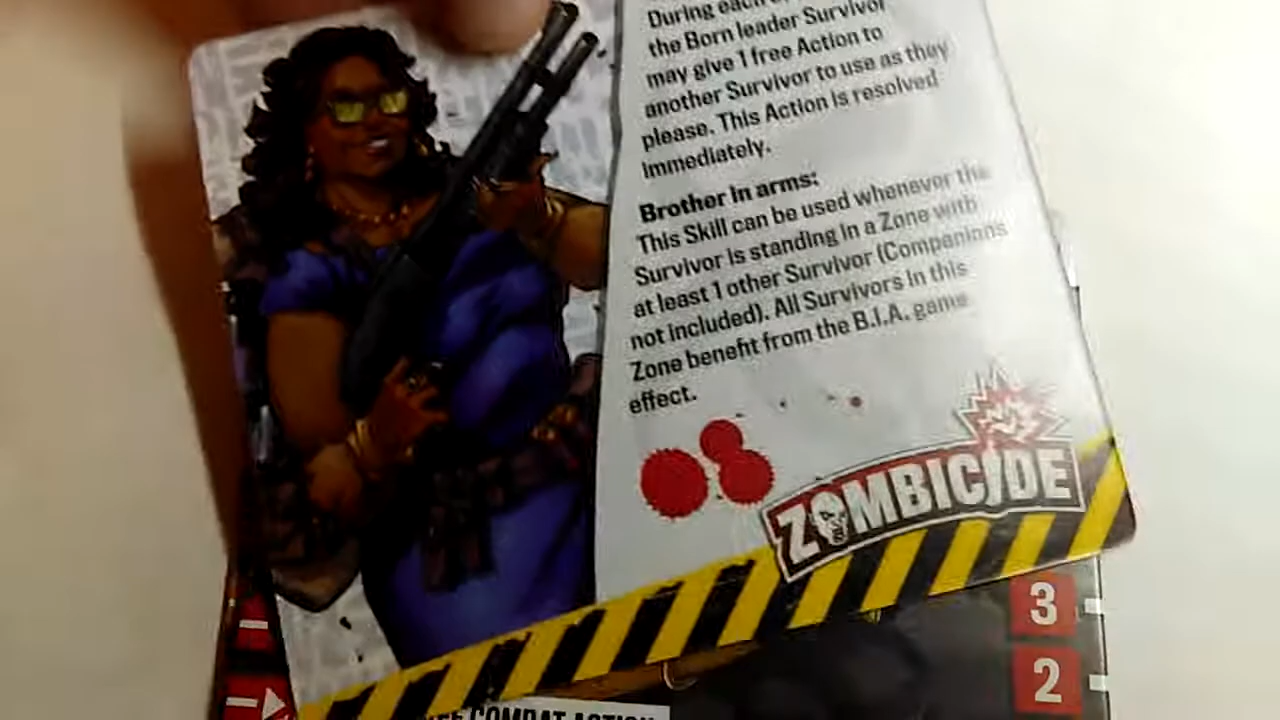 During each
the Born leader Survivor
may give 1 free Action to
another Survivor to use as they
please. This Action is resolved
immediately.
Brother in arms:
This Skill can be used whenever the
Survivor is standing in a Zone with
at least 1 other Survivor (Companions
not included). All Survivors in this
Zone benefit from the B.I.A. game
effect.
ZOMBICIDE
3
2
COMBAT ACTION